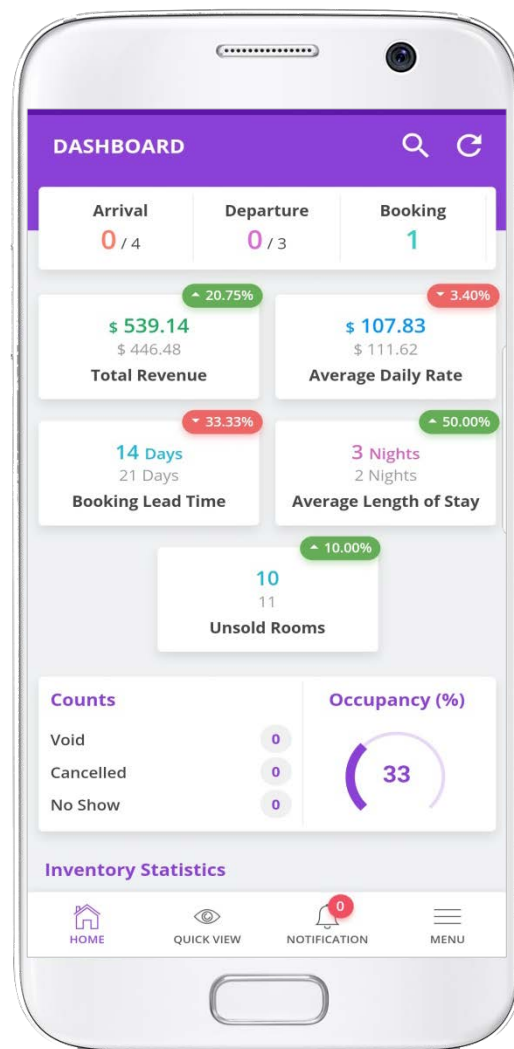 DASHBOARD
Arrival Departure Booking
0 / 4 0 / 3 1
20.75% 3.40%
$ 539.14 $ 107.83
$ 446.48 $ 111.62
Total Revenue Average Daily Rate
33.33% 50.00%
14 Days 3 Nights
21 Days 2 Nights
Booking Lead Time Average Length of Stay
10.00%
10
11
Unsold Rooms
Counts Occupancy (%)
Void 0
Cancelled 0 33
No Show 0
Inventory Statistics
0
HOME QUICK VIEW NOTIFICATION MENU